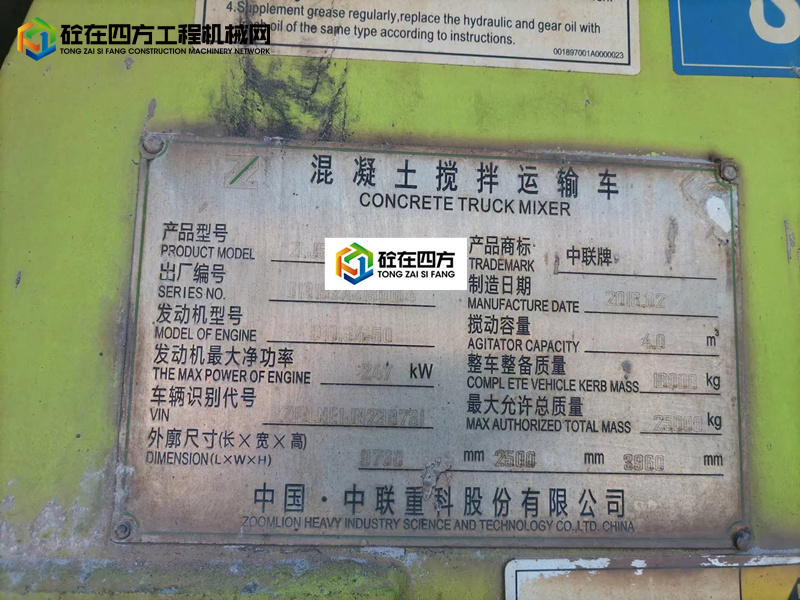 4.Supplement grease regularly,replace the hydraulic and gear oil with
oil of the same type according to instructions.
001897001A0000023
砼在四方工程机械网
TONG ZAI SI FANG CONSTRUCTION MACHINERY NETWORK
混凝土搅拌运输车
CONCRETE TRUCK MIXER
产品型号
PRODUCT MODEL
产品商标 中联牌
TRADEMARK
砼在四方
TONG ZAI SI FANG
出厂编号
SERIES NO.
制造日期
MANUFACTURE DATE
发动机型号
MODEL OF ENGINE
搅动容量
AGITATOR CAPACITY 4.0 m³
发动机最大净功率
THE MAX POWER OF ENGINE 247 kW
整车整备质量
COMPLETE VEHICLE KERB MASS kg
车辆识别代号
VIN
最大允许总质量
MAX AUTHORIZED TOTAL MASS 25000 kg
外廓尺寸(长×宽×高)
DIMENSION(L×W×H) mm 2500 mm 3960 mm
中国·中联重科股份有限公司
ZOOMLION HEAVY INDUSTRY SCIENCE AND TECHNOLOGY CO.,LTD. CHINA